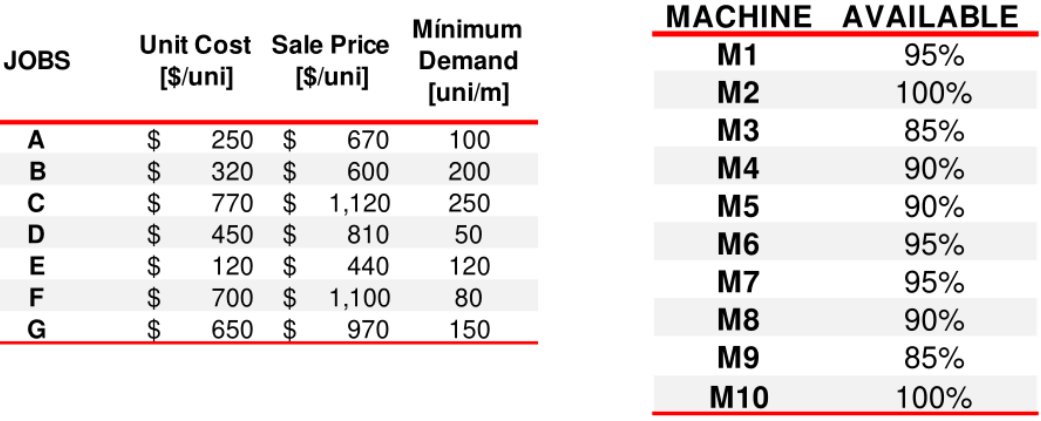 JOBS Unit Cost [$/uni] Sale Price [$/uni] Mínimum Demand [uni/m]
A $ 250 $ 670 100
B $ 320 $ 600 200
C $ 770 $ 1,120 250
D $ 450 $ 810 50
E $ 120 $ 440 120
F $ 700 $ 1,100 80
G $ 650 $ 970 150
MACHINE AVAILABLE
M1 95%
M2 100%
M3 85%
M4 90%
M5 90%
M6 95%
M7 95%
M8 90%
M9 85%
M10 100%